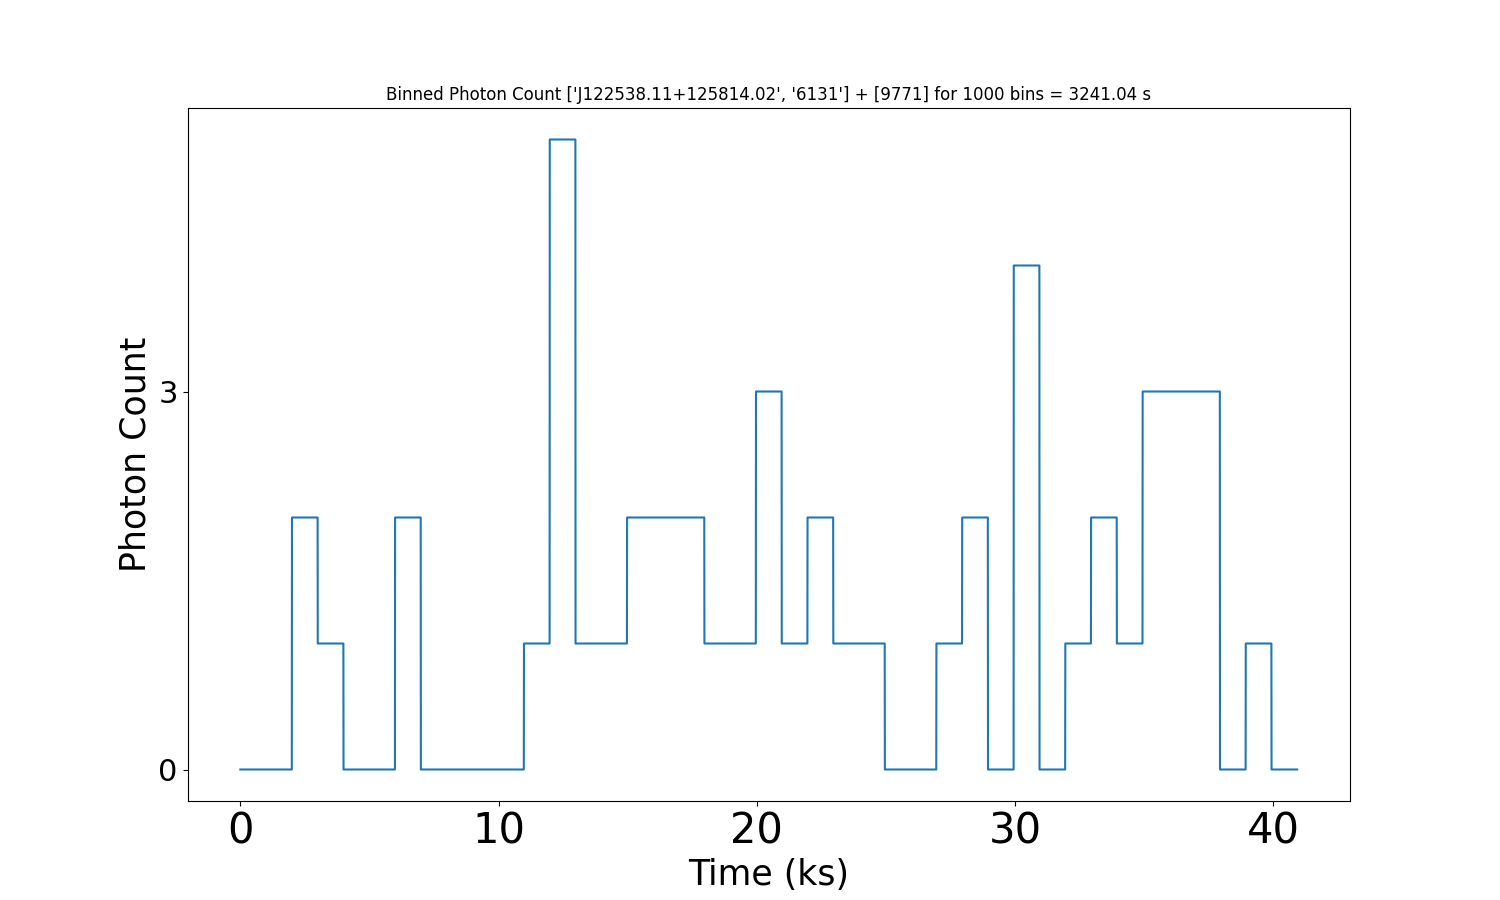 Binned Photon Count ['J122538.11+125814.02', '6131'] + [9771] for 1000 bins = 3241.04 s
Photon Count
3
0
0 10 20 30 40
Time (ks)